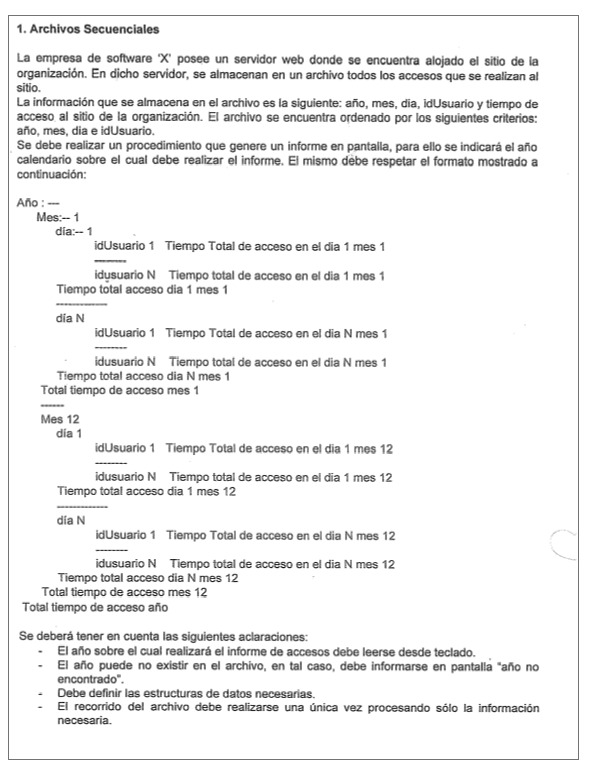 1. Archivos Secuenciales
La empresa de software 'X' posee un servidor web donde se encuentra alojado el sitio de la
organización. En dicho servidor, se almacenan en un archivo todos los accesos que se realizan al
sitio.
La información que se almacena en el archivo es la siguiente: año, mes, dia, idUsuario y tiempo de
acceso al sitio de la organización. El archivo se encuentra ordenado por los siguientes criterios:
año, mes, dia e idUsuario.
Se debe realizar un procedimiento que genere un informe en pantalla, para ello se indicará el año
calendario sobre el cual debe realizar el informe. El mismo debe respetar el formato mostrado a
continuación:
Año : ---
Mes:-- 1
día:-- 1
idUsuario 1 Tiempo Total de acceso en el dia 1 mes 1
--------
idusuario N Tiempo total de acceso en el dia 1 mes 1
Tiempo total acceso dia 1 mes 1
-------------
día N
idUsuario 1 Tiempo Total de acceso en el dia N mes 1
--------
idusuario N Tiempo total de acceso en el dia N mes 1
Tiempo total acceso dia N mes 1
Total tiempo de acceso mes 1
------
Mes 12
día 1
idUsuario 1 Tiempo Total de acceso en el dia 1 mes 12
--------
idusuario N Tiempo total de acceso en el dia 1 mes 12
Tiempo total acceso dia 1 mes 12
-------------
día N
idUsuario 1 Tiempo Total de acceso en el dia N mes 12
--------
idusuario N Tiempo total de acceso en el dia N mes 12
Tiempo total acceso dia N mes 12
Total tiempo de acceso mes 12
Total tiempo de acceso año
Se deberá tener en cuenta las siguientes aclaraciones:
- El año sobre el cual realizará el informe de accesos debe leerse desde teclado.
- El año puede no existir en el archivo, en tal caso, debe informarse en pantalla "año no
encontrado".
- Debe definir las estructuras de datos necesarias.
- El recorrido del archivo debe realizarse una única vez procesando sólo la información
necesaria.